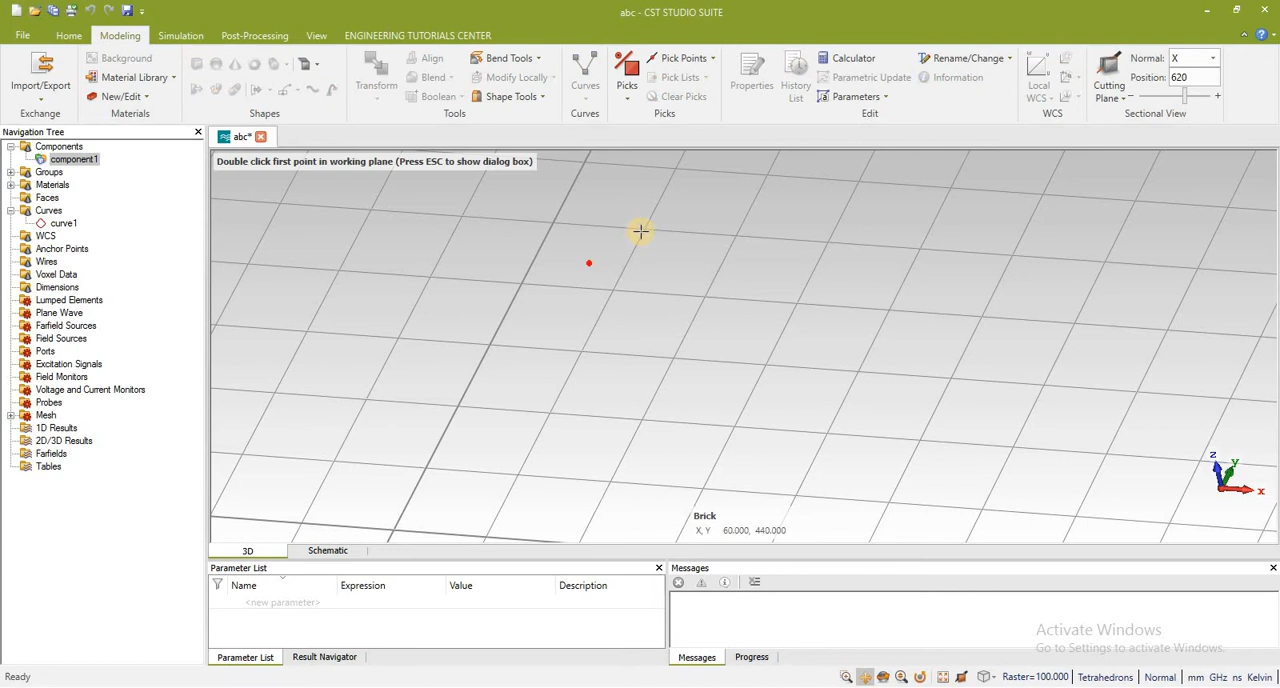 abc - CST STUDIO SUITE
File Home Modeling Simulation Post-Processing View ENGINEERING TUTORIALS CENTER
Background Align Bend Tools Pick Points Calculator Rename/Change Normal: X
Material Library Blend Modify Locally Pick Lists Parametric Update Information Position: 620
Import/Export New/Edit Transform Boolean Shape Tools Curves Picks Clear Picks Properties History List Parameters Local WCS Cutting Plane
Exchange Materials Shapes Tools Curves Picks Edit WCS Sectional View
Navigation Tree
Components
component1
Groups
Materials
Faces
Curves
curve1
WCS
Anchor Points
Wires
Voxel Data
Dimensions
Lumped Elements
Plane Wave
Farfield Sources
Field Sources
Ports
Excitation Signals
Field Monitors
Voltage and Current Monitors
Probes
Mesh
1D Results
2D/3D Results
Farfields
Tables
abc*
Double click first point in working plane (Press ESC to show dialog box)
z y x
Brick
X, Y 60.000, 440.000
3D Schematic
Parameter List
Name Expression Value Description
<new parameter>
Parameter List Result Navigator
Messages
Activate Windows
Go to Settings to activate Windows.
Messages Progress
Ready Raster=100.000 Tetrahedrons Normal mm GHz ns Kelvin